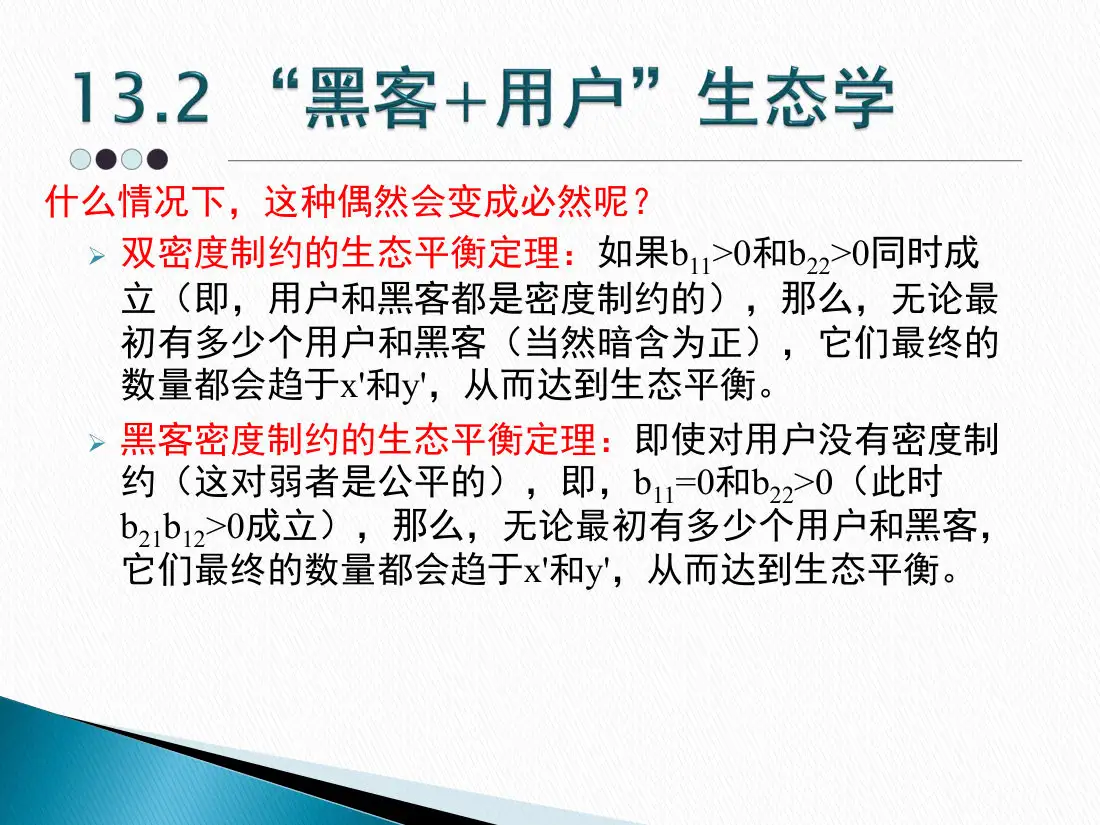 13.2 “黑客+用户”生态学
什么情况下，这种偶然会变成必然呢？
双密度制约的生态平衡定理：如果b₁₁>0和b₂₂>0同时成
立（即，用户和黑客都是密度制约的），那么，无论最
初有多少个用户和黑客（当然暗含为正），它们最终的
数量都会趋于x'和y'，从而达到生态平衡。
黑客密度制约的生态平衡定理：即使对用户没有密度制
约（这对弱者是公平的），即，b₁₁=0和b₂₂>0（此时
b₂₁b₁₂>0成立），那么，无论最初有多少个用户和黑客，
它们最终的数量都会趋于x'和y'，从而达到生态平衡。